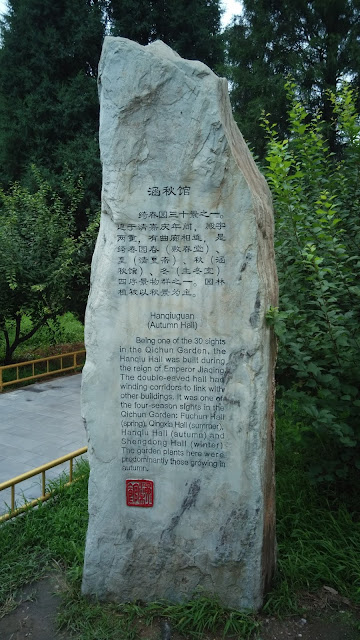 涵秋馆
绮春园三十景之一。
建于清嘉庆年间，殿宇
两重，有曲廊相连，是
绮春园春（敷春堂）、
夏（清夏斋）、秋（涵
秋馆）、冬（生冬室）
四序景物群之一。园林
植被以秋景为主。
Hanqiuguan
(Autumn Hall)
Being one of the 30 sights
in the Qichun Garden, the
Hanqiu Hall was built during
the reign of Emperor Jiaqing.
The double-eaved hall had
winding corridors to link with
other buildings. It was one of
the four-season sights in the
Qichun Garden: Fuchun Hall
(spring), Qingxia Hall (summer),
Hanqiu Hall (autumn) and
Shengdong Hall (winter).
The garden plants here were
predominantly those growing in
autumn.